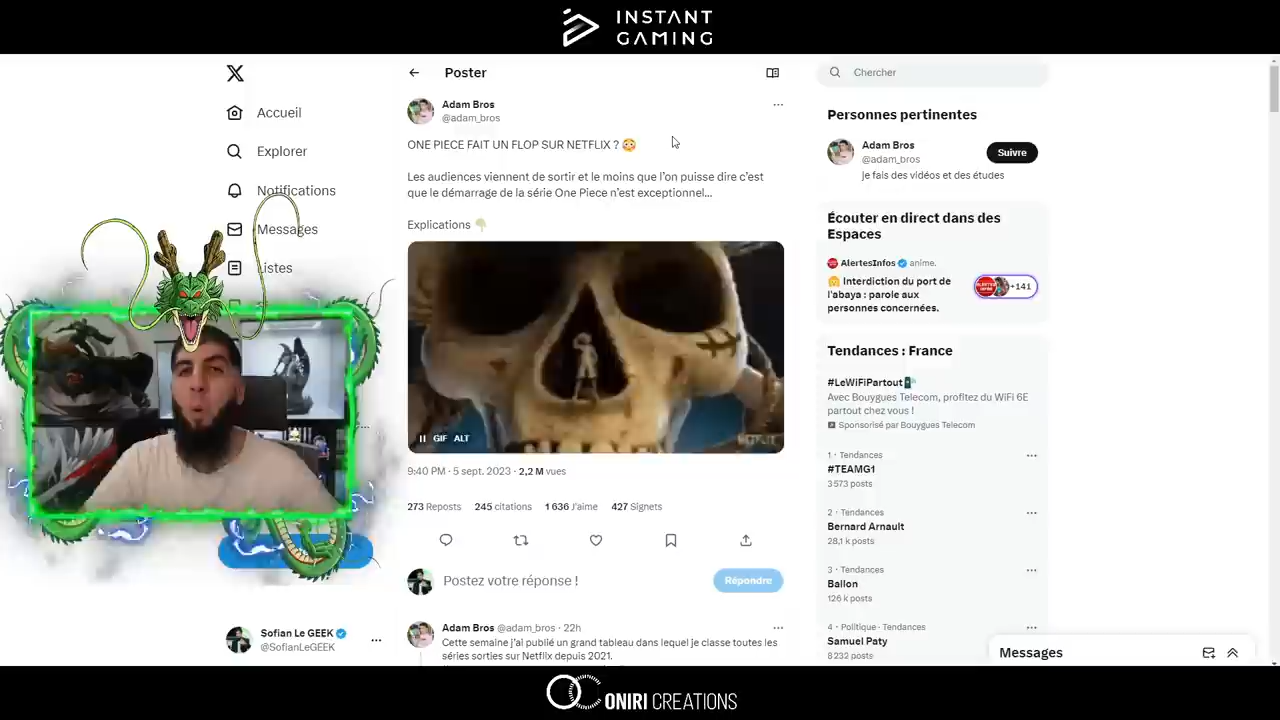 INSTANT
GAMING
Accueil
Explorer
Notifications
Messages
Listes
Sofian Le GEEK
@SofianLeGEEK
Poster
Adam Bros
@adam_bros
ONE PIECE FAIT UN FLOP SUR NETFLIX ? 😳
Les audiences viennent de sortir et le moins que l'on puisse dire c'est
que le démarrage de la série One Piece n'est exceptionnel...
Explications 👇🏻
GIF ALT
NETFLIX
9:40 PM · 5 sept. 2023 · 2,2 M vues
273 Reposts 245 citations 1 636 J'aime 427 Signets
Postez votre réponse !
Répondre
Adam Bros @adam_bros · 22h
Cette semaine j'ai publié un grand tableau dans lequel je classe toutes les
séries sorties sur Netflix depuis 2021.
Chercher
Personnes pertinentes
Adam Bros
@adam_bros
Suivre
je fais des vidéos et des études
Écouter en direct dans des
Espaces
AlertesInfos anime.
Interdiction du port de
l'abaya : parole aux
personnes concernées.
+141
Tendances : France
#LeWiFiPartout
Avec Bouygues Telecom, profitez du WiFi 6E
partout chez vous !
Sponsorisé par Bouygues Telecom
1 · Tendances
#TEAMG1
3 573 posts
2 · Tendances
Bernard Arnault
28,1 k posts
3 · Tendances
Ballon
126 k posts
4 · Politique · Tendances
Samuel Paty
8 232 posts
Messages
ONIRI CREATIONS